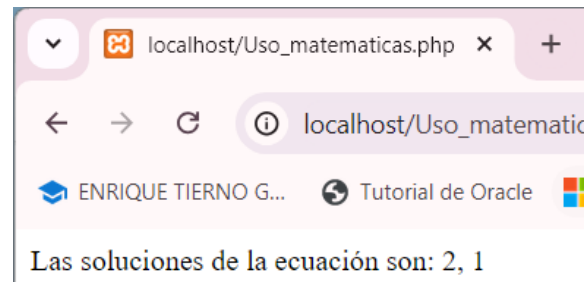 localhost/Uso_matematicas.php
localhost/Uso_matematic
ENRIQUE TIERNO G... Tutorial de Oracle
Las soluciones de la ecuación son: 2, 1